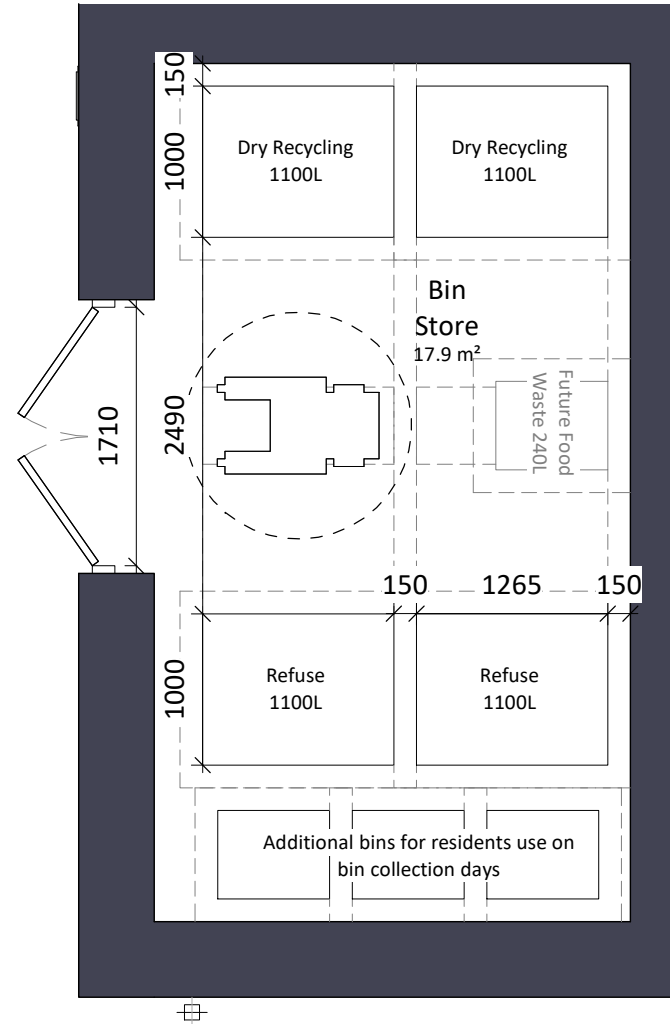 150
1000
Dry Recycling
1100L
Dry Recycling
1100L
Bin
Store
17.9 m²
1710
2490
Future Food
Waste 240L
150
1265
150
1000
Refuse
1100L
Refuse
1100L
Additional bins for residents use on
bin collection days